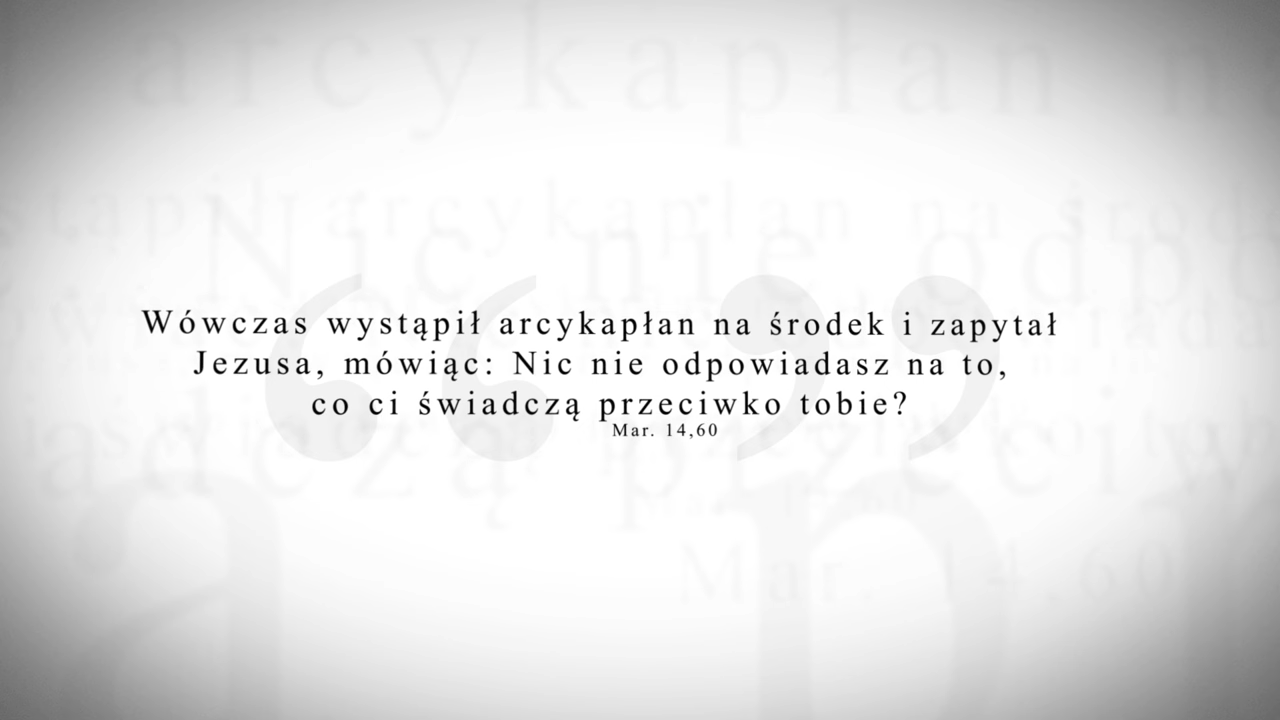 Wówczas wystąpił arcykapłan na środek i zapytał
Jezusa, mówiąc: Nic nie odpowiadasz na to,
co ci świadczą przeciwko tobie?
Mar. 14,60